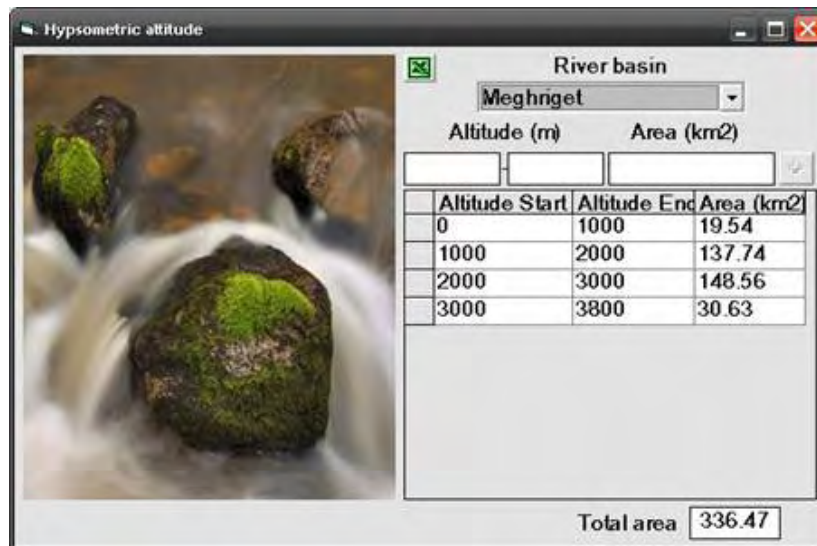 Hypsometric attitude
River basin
Meghriget
Altitude (m) Area (km2)
-
Altitude Start Altitude End Area (km2)
0 1000 19.54
1000 2000 137.74
2000 3000 148.56
3000 3800 30.63
Total area 336.47